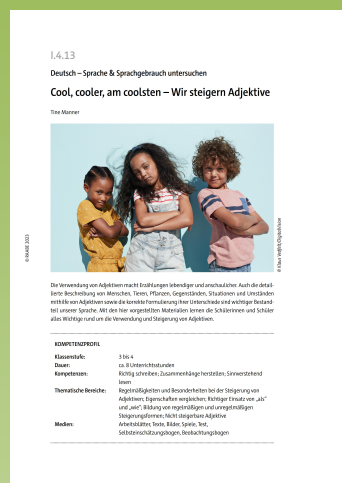 I.4.13
Deutsch – Sprache & Sprachgebrauch untersuchen
Cool, cooler, am coolsten – Wir steigern Adjektive
Tine Manner
© RAABE 2023
© Klaus Vedfelt/DigitalVision
Die Verwendung von Adjektiven macht Erzählungen lebendiger und anschaulicher. Auch die detail-
lierte Beschreibung von Menschen, Tieren, Pflanzen, Gegenständen, Situationen und Umständen
mithilfe von Adjektiven sowie die korrekte Formulierung ihrer Unterschiede sind wichtiger Bestand-
teil unserer Sprache. Mit den hier vorgestellten Materialien lernen die Schülerinnen und Schüler
alles Wichtige rund um die Verwendung und Steigerung von Adjektiven.
KOMPETENZPROFIL
Klassenstufe: 3 bis 4
Dauer: ca. 8 Unterrichtsstunden
Kompetenzen: Richtig schreiben; Zusammenhänge herstellen; Sinnverstehend
lesen
Thematische Bereiche: Regelmäßigkeiten und Besonderheiten bei der Steigerung von
Adjektiven; Eigenschaften vergleichen; Richtiger Einsatz von „als“
und „wie“; Bildung von regelmäßigen und unregelmäßigen
Steigerungsformen; Nicht steigerbare Adjektive
Medien: Arbeitsblätter, Texte, Bilder, Spiele, Test,
Selbsteinschätzungsbogen, Beobachtungsbogen